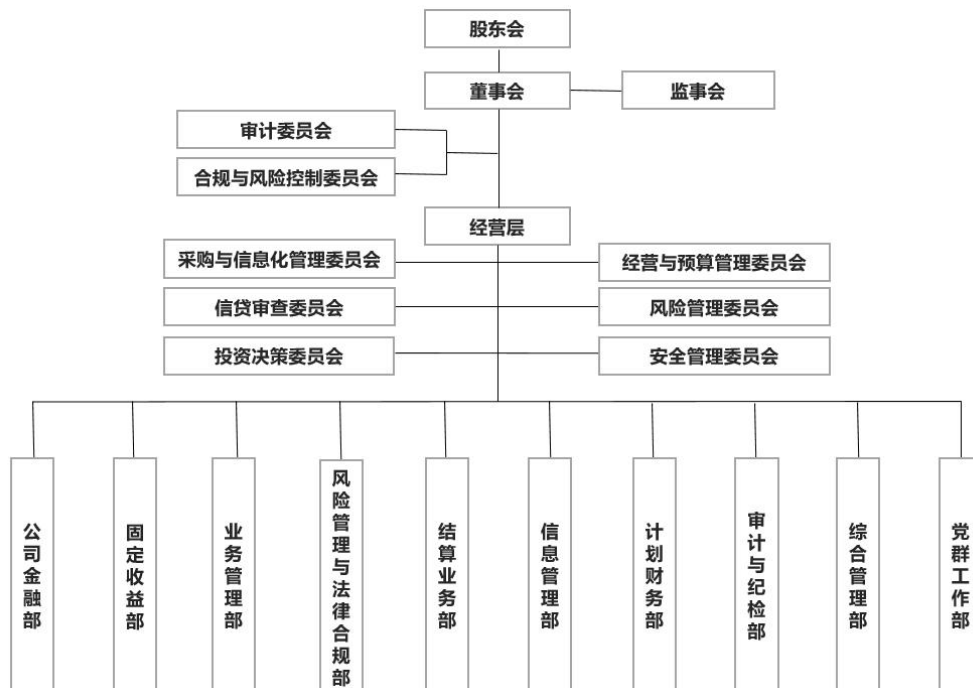 股东会
董事会
监事会
审计委员会
合规与风险控制委员会
经营层
采购与信息化管理委员会
经营与预算管理委员会
信贷审查委员会
风险管理委员会
投资决策委员会
安全管理委员会
公司金融部
固定收益部
业务管理部
风险管理与法律合规部
结算业务部
信息管理部
计划财务部
审计与纪检部
综合管理部
党群工作部